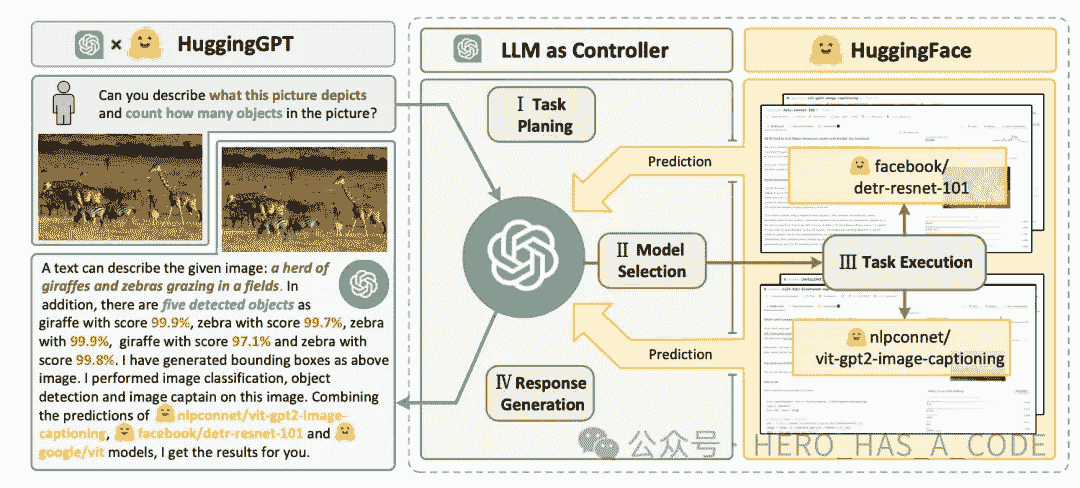 HuggingGPT
×
Can you describe what this picture depicts
and count how many objects in the picture?
A text can describe the given image: a herd of
giraffes and zebras grazing in a fields. In
addition, there are five detected objects as
giraffe with score 99.9%, zebra with score 99.7%, zebra
with 99.9%, giraffe with score 97.1% and zebra with
score 99.8%. I have generated bounding boxes as above
image. I performed image classification, object
detection and image captain on this image. Combining
the predictions of nlpconnet/vit-gpt2-image-
captioning, facebook/detr-resnet-101 and
google/vit models, I get the results for you.
LLM as Controller
I Task
Planing
Prediction
II Model
Selection
Prediction
IV Response
Generation
HuggingFace
facebook/
detr-resnet-101
III Task Execution
nlpconnet/
vit-gpt2-image-captioning
公众号 · HERO_HAS_A_CODE